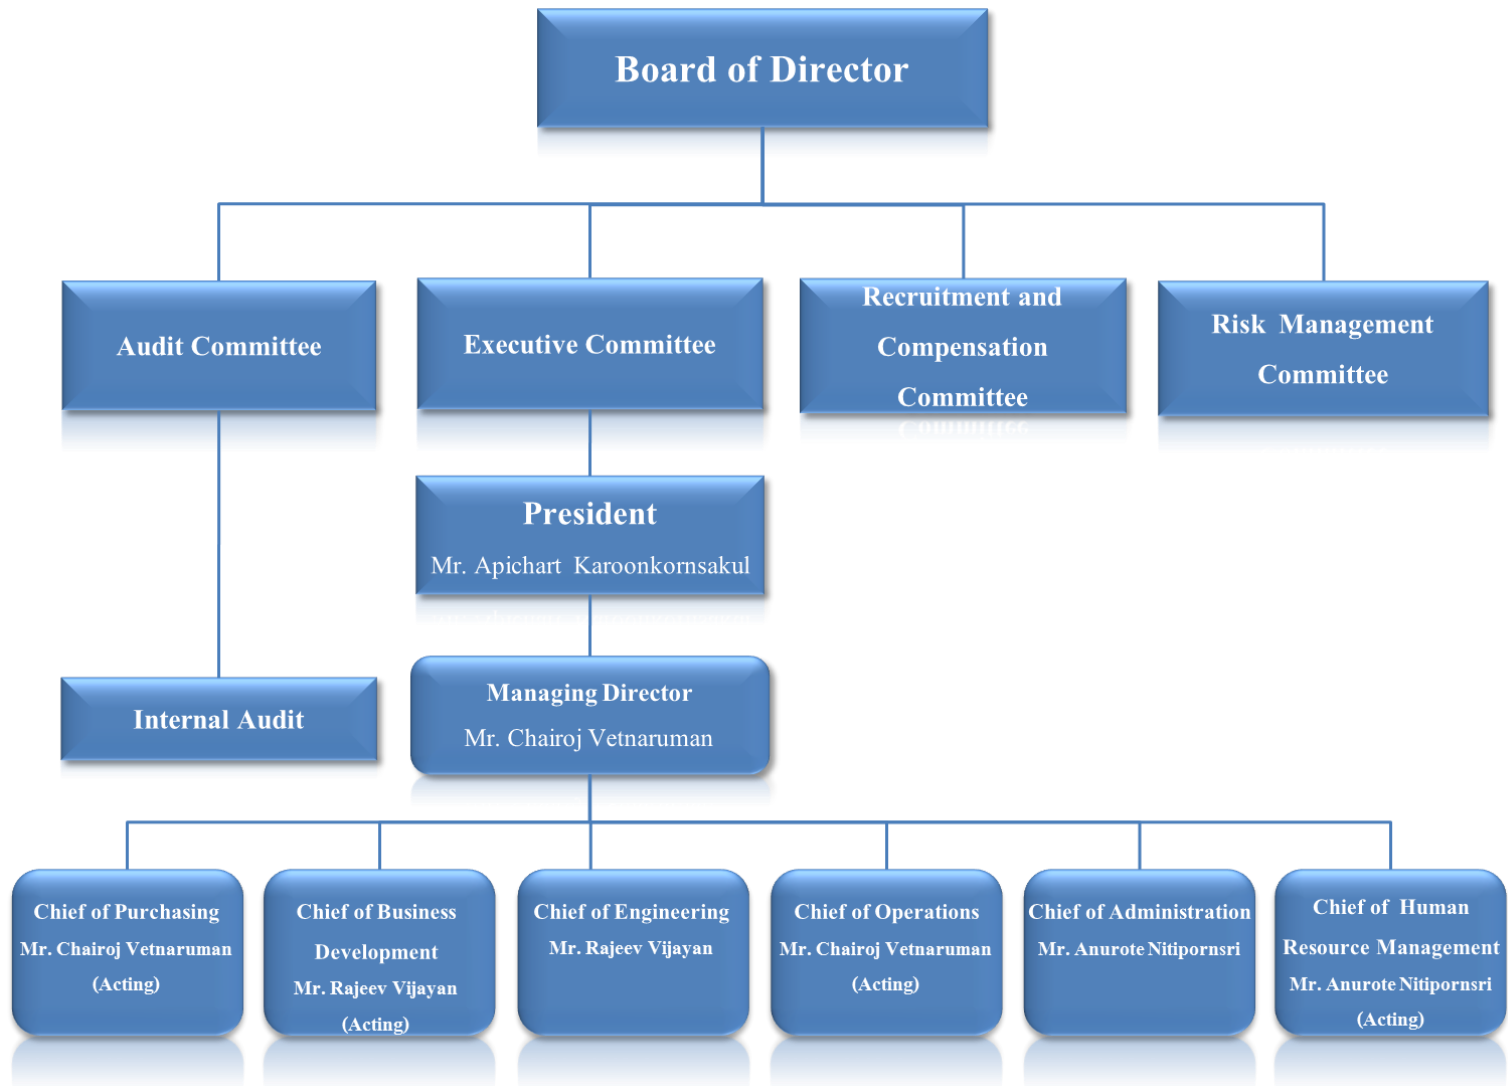 Board of Director
Audit Committee
Executive Committee
Recruitment and
Compensation
Committee
Risk Management
Committee
President
Mr. Apichart Karoonkornsakul
Internal Audit
Managing Director
Mr. Chairoj Vetnaruman
Chief of Purchasing
Mr. Chairoj Vetnaruman
(Acting)
Chief of Business
Development
Mr. Rajeev Vijayan
(Acting)
Chief of Engineering
Mr. Rajeev Vijayan
Chief of Operations
Mr. Chairoj Vetnaruman
(Acting)
Chief of Administration
Mr. Anurote Nitipornsri
Chief of Human
Resource Management
Mr. Anurote Nitipornsri
(Acting)